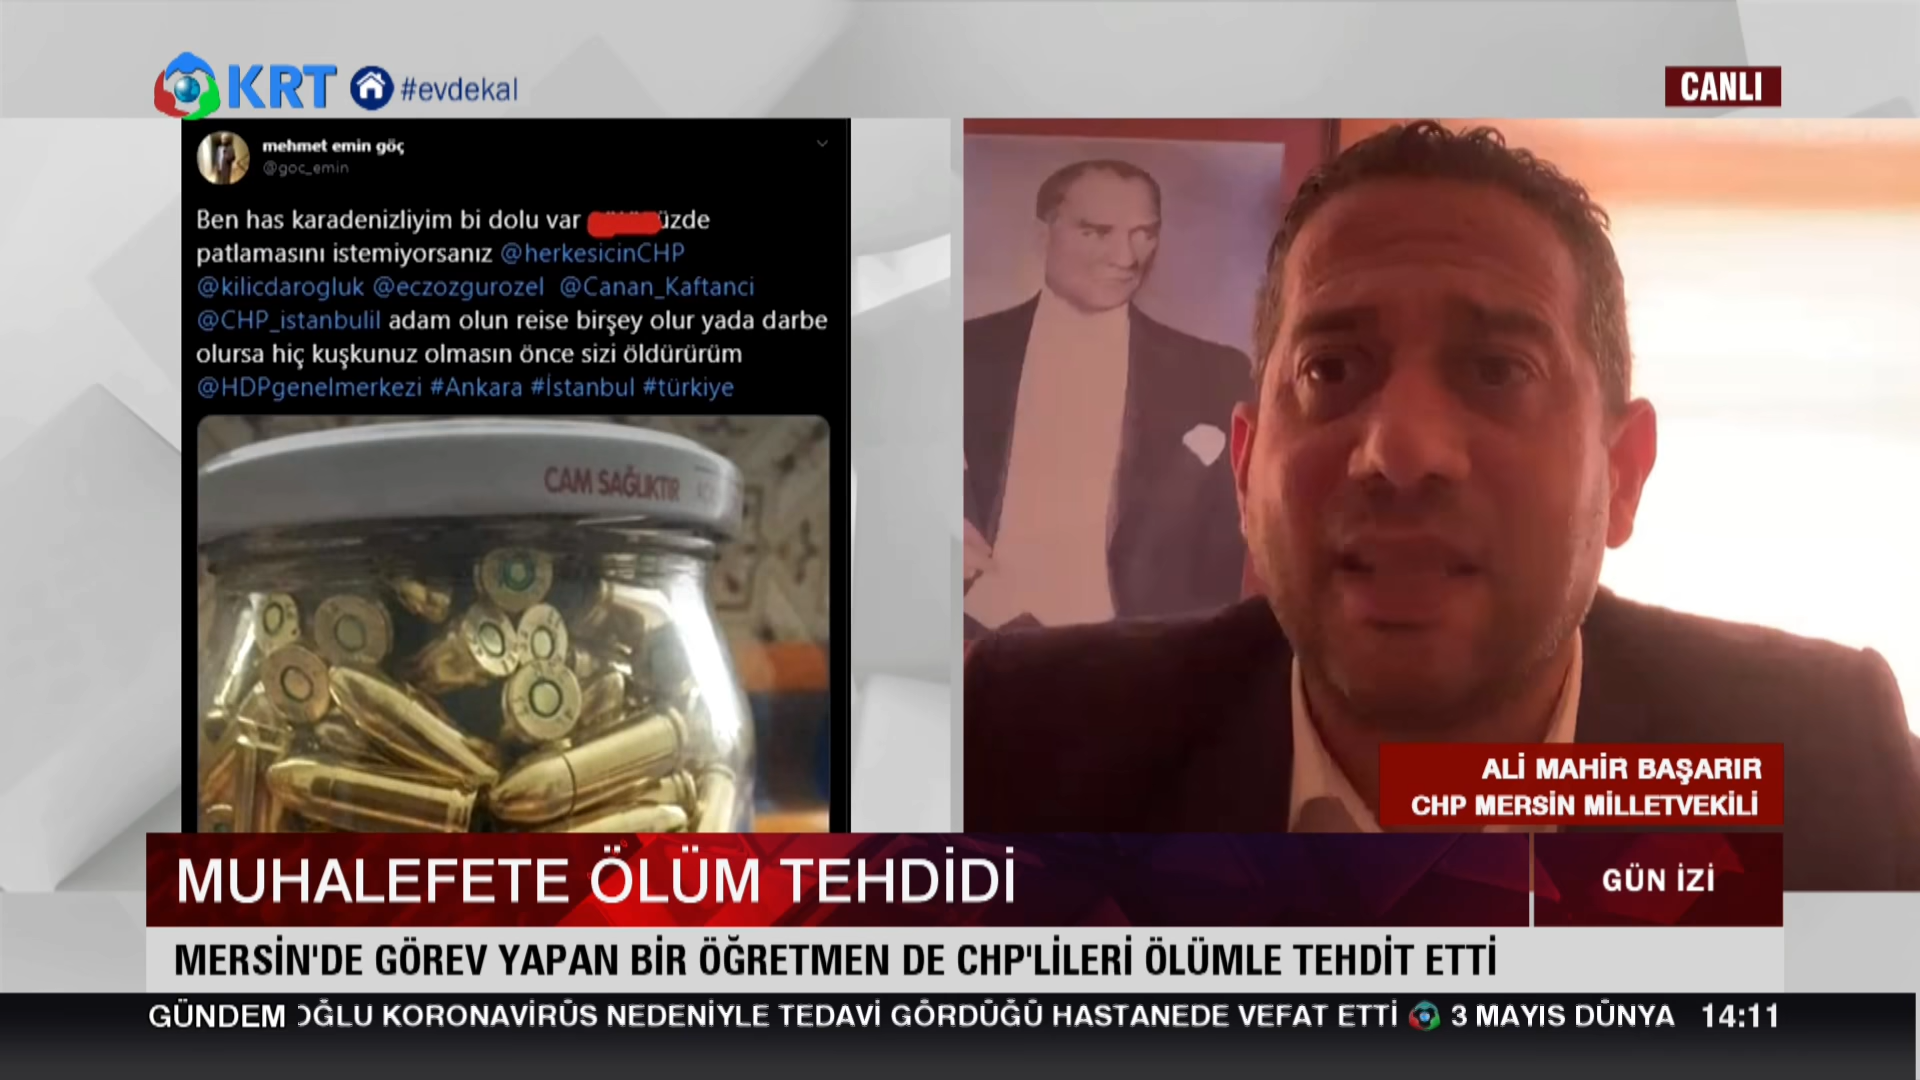 KRT #evdekal
CANLI
mehmet emin göç
@goc_emin
Ben has karadenizliyim bi dolu var üzde
patlamasını istemiyorsanız @herkesicinCHP
@kilicdarogluk @eczozgurozel @Canan_Kaftanci
@CHP_istanbulil adam olun reise birşey olur yada darbe
olursa hiç kuşkunuz olmasın önce sizi öldürürüm
@HDPgenelmerkezi #Ankara #İstanbul #türkiye
CAM SAĞLIKTIR
ALİ MAHİR BAŞARIR
CHP MERSİN MİLLETVEKİLİ
MUHALEFETE ÖLÜM TEHDİDİ
GÜN İZİ
MERSİN'DE GÖREV YAPAN BİR ÖĞRETMEN DE CHP'LİLERİ ÖLÜMLE TEHDİT ETTİ
GÜNDEM OĞLU KORONAVİRÜS NEDENİYLE TEDAVİ GÖRDÜĞÜ HASTANEDE VEFAT ETTİ 3 MAYIS DÜNYA 14:11